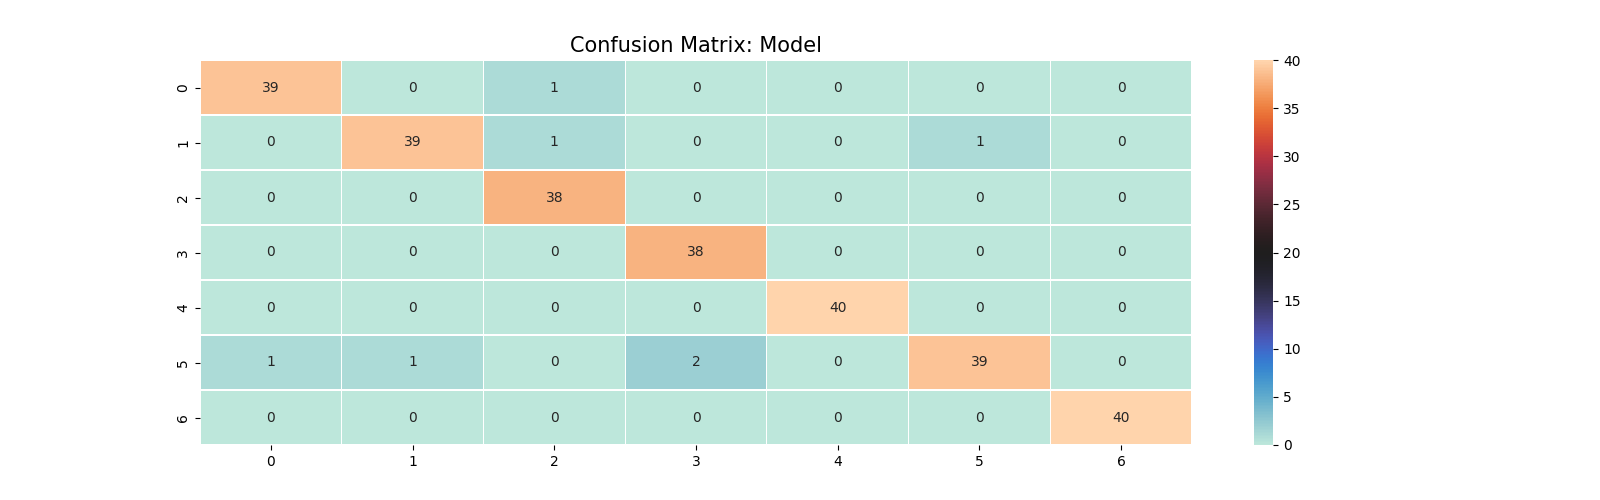 Confusion Matrix: Model
0 39 0 1 0 0 0 0
1 0 39 1 0 0 1 0
2 0 0 38 0 0 0 0
3 0 0 0 38 0 0 0
4 0 0 0 0 40 0 0
5 1 1 0 2 0 39 0
6 0 0 0 0 0 0 40
0 1 2 3 4 5 6
40
35
30
25
20
15
10
5
0